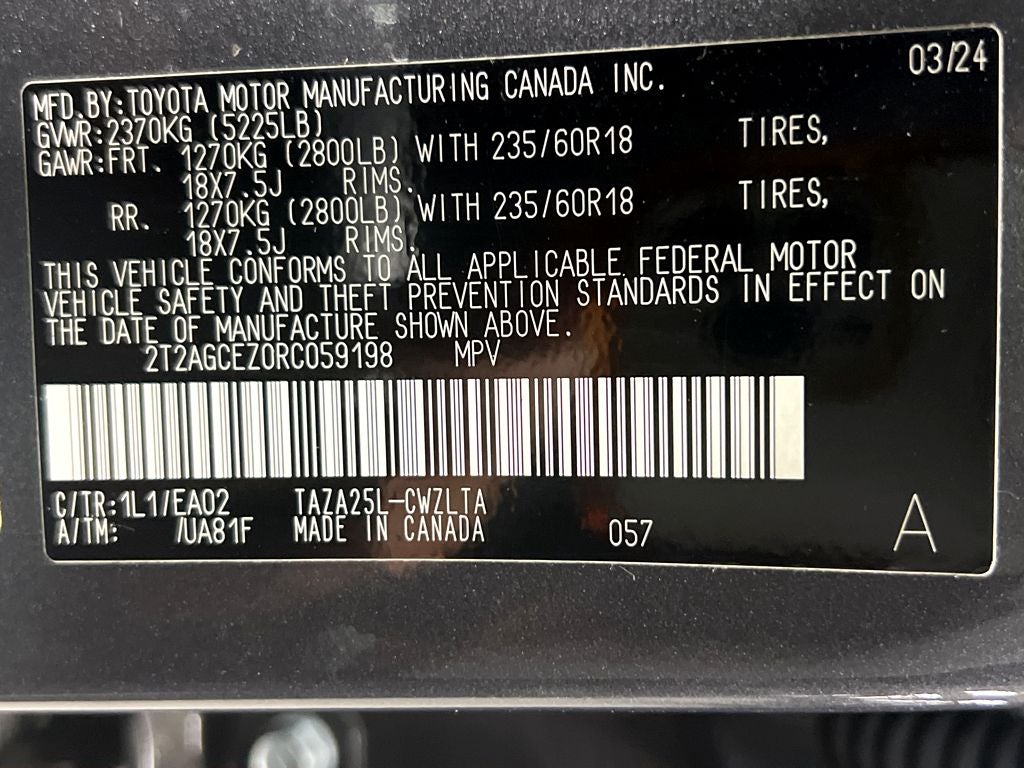 03/24
MFD.BY:TOYOTA MOTOR MANUFACTURING CANADA INC.
GVWR:2370KG (5225LB)
GAWR:FRT. 1270KG (2800LB) WITH 235/60R18 TIRES,
18X7.5J RIMS.
RR. 1270KG (2800LB) WITH 235/60R18 TIRES,
18X7.5J RIMS.
THIS VEHICLE CONFORMS TO ALL APPLICABLE FEDERAL MOTOR
VEHICLE SAFETY AND THEFT PREVENTION STANDARDS IN EFFECT ON
THE DATE OF MANUFACTURE SHOWN ABOVE.
2T2AGCEZ0RC059198 MPV
C/TR:1L1/EA02 TAZA25L-CWZLTA
A/TM: /UA81F MADE IN CANADA 057 A